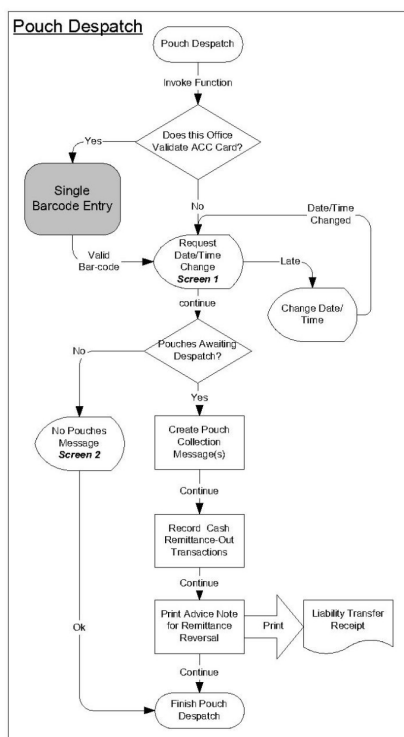 Pouch Despatch
Pouch Despatch
Invoke Function
Does this Office
Validate ACC Card?
Yes
Single
Barcode Entry
No
Date/Time
Changed
Valid
Bar-code
Request
Date/Time
Change
Screen 1
Late
Change Date/
Time
continue
Pouches Awaiting
Despatch?
No
Yes
No Pouches
Message
Screen 2
Create Pouch
Collection
Message(s)
Continue
Record Cash
Remittance-Out
Transactions
Continue
Print Advice Note
for Remittance
Reversal
Print
Liability Transfer
Receipt
Ok
Continue
Finish Pouch
Despatch